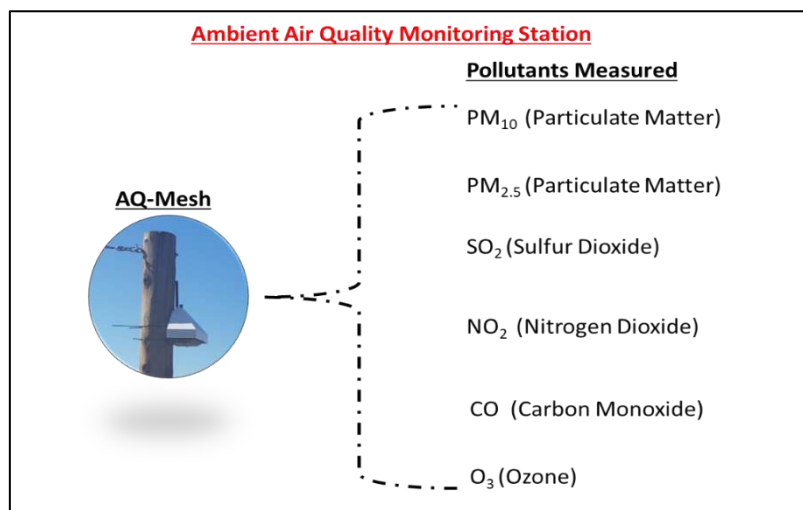 Ambient Air Quality Monitoring Station
Pollutants Measured
PM₁₀ (Particulate Matter)
PM₂.₅ (Particulate Matter)
AQ-Mesh
SO₂ (Sulfur Dioxide)
NO₂ (Nitrogen Dioxide)
CO (Carbon Monoxide)
O₃ (Ozone)